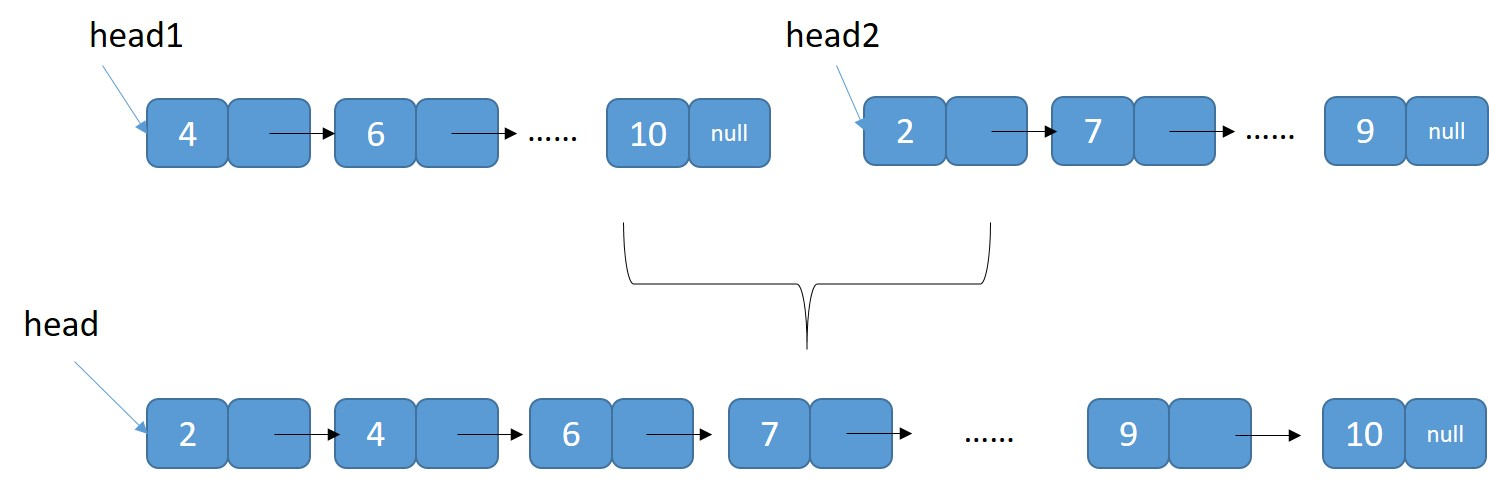 head1 head2
4 6 ...... 10 null 2 7 ...... 9 null
head
2 4 6 7 ...... 9 10 null